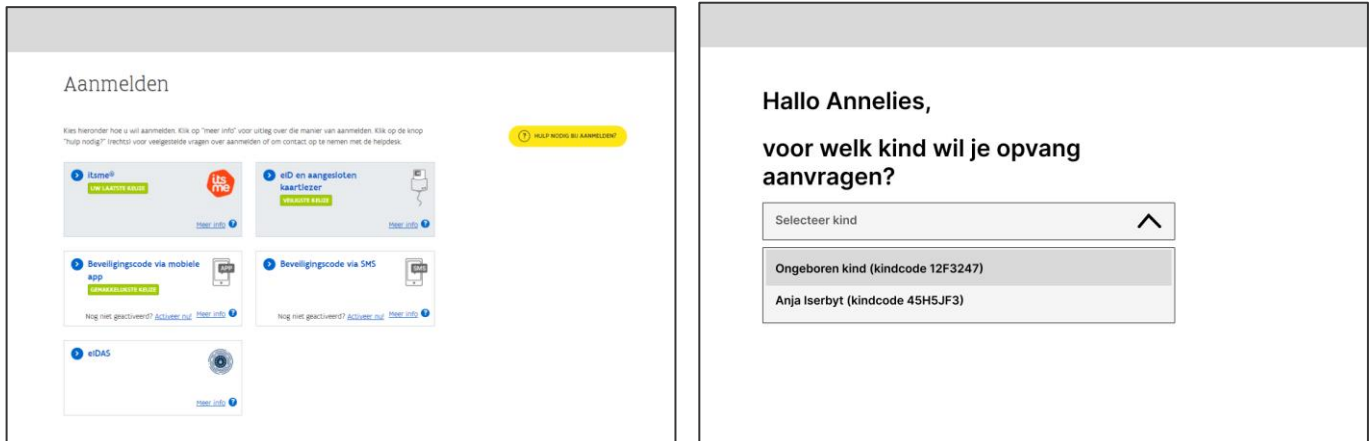 Aanmelden
Kies hieronder hoe u wil aanmelden. Klik op "meer info" voor uitleg over die manier van aanmelden. Klik op de knop
"hulp nodig?" (rechts) voor veelgestelde vragen over aanmelden of om contact op te nemen met de helpdesk.
? HULP NODIG BIJ AANMELDEN?
itsme®
UW LAATSTE KEUZE
its
me
Meer info ?
eID en aangesloten
kaartlezer
VEILIGSTE KEUZE
Meer info ?
Beveiligingscode via mobiele
app
GEMAKKELIJKSTE KEUZE
APP
Nog niet geactiveerd? Activeer nu! Meer info ?
Beveiligingscode via SMS
SMS
Nog niet geactiveerd? Activeer nu! Meer info ?
eIDAS
Meer info ?
Hallo Annelies,
voor welk kind wil je opvang
aanvragen?
Selecteer kind
Ongeboren kind (kindcode 12F3247)
Anja Iserbyt (kindcode 45H5JF3)